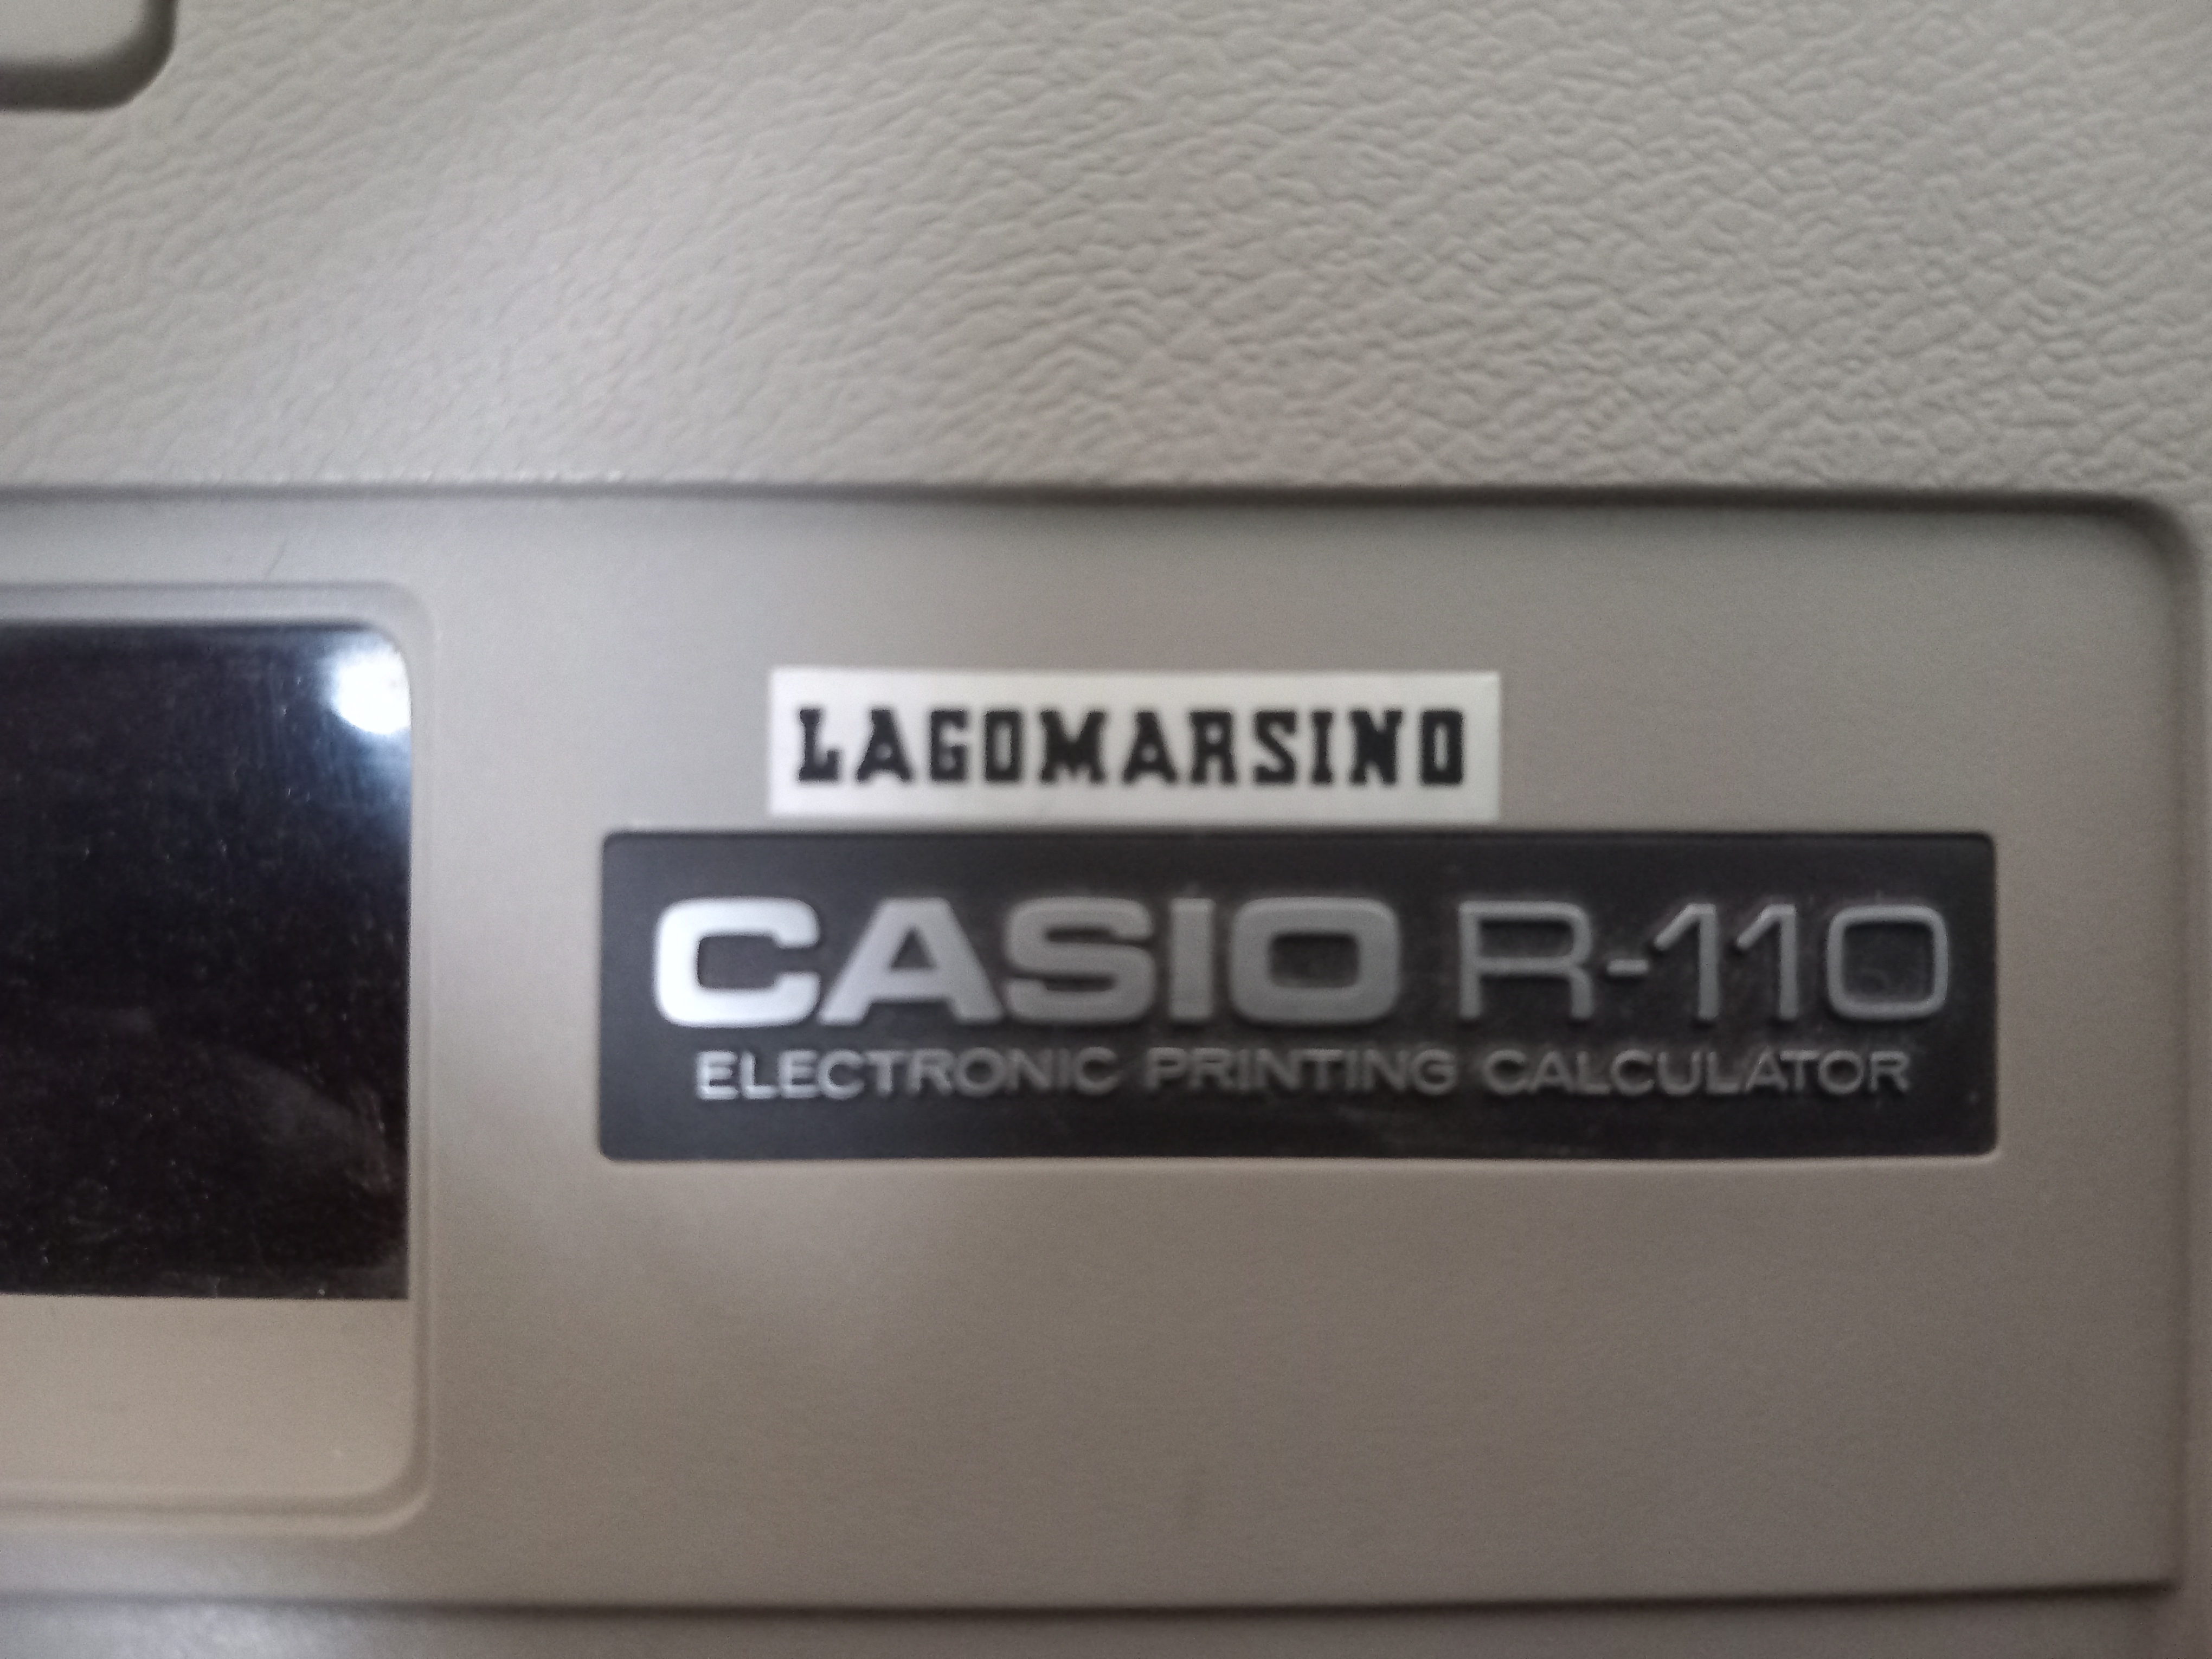 LAGOMARSINO
CASIO R-110
ELECTRONIC PRINTING CALCULATOR